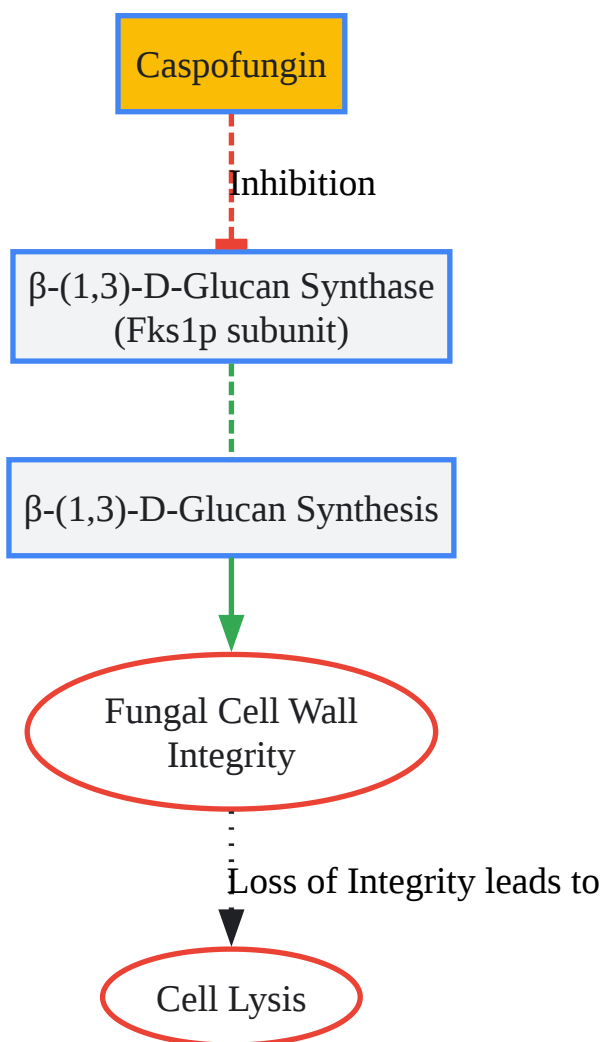 Caspofungin
Inhibition
β-(1,3)-D-Glucan Synthase
(Fks1p subunit)
β-(1,3)-D-Glucan Synthesis
Fungal Cell Wall
Integrity
Loss of Integrity leads to
Cell Lysis